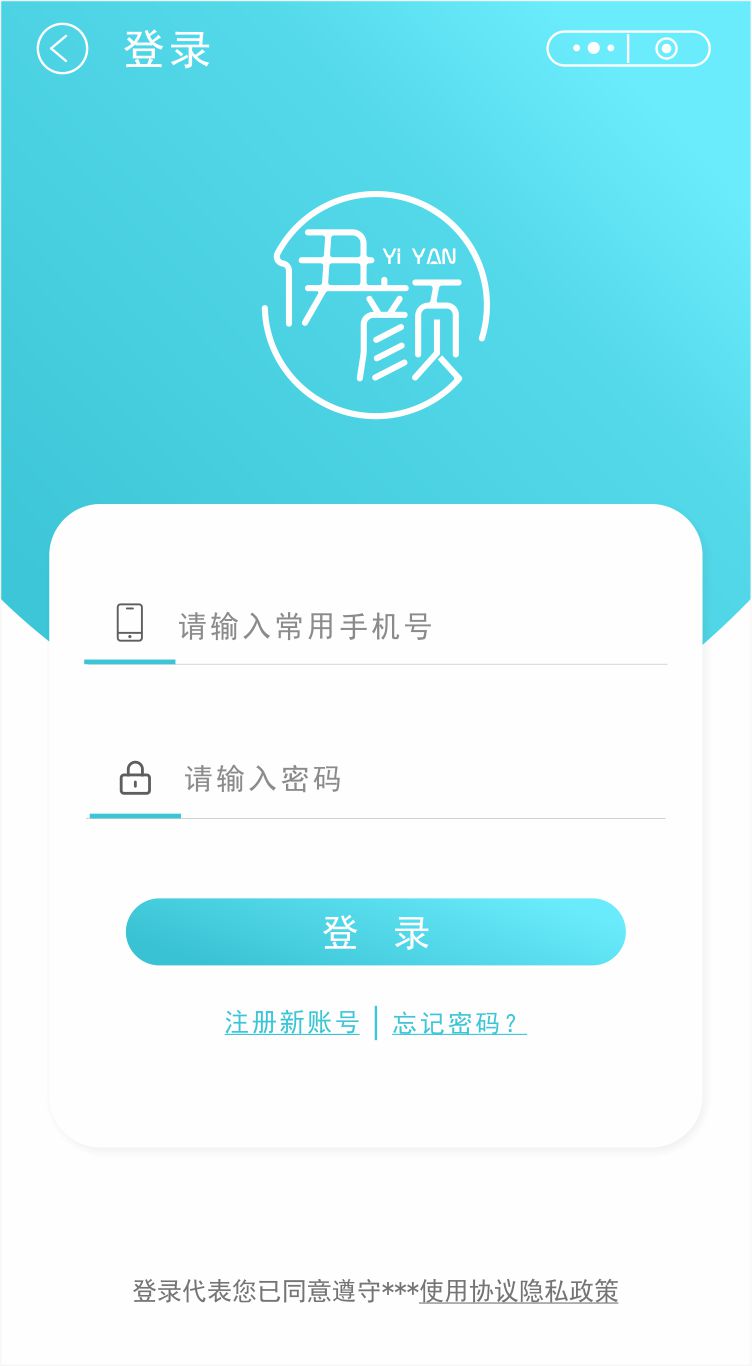 登录
伊 YI YAN
颜
请输入常用手机号
请输入密码
登 录
注册新账号 | 忘记密码？
登录代表您已同意遵守***使用协议隐私政策